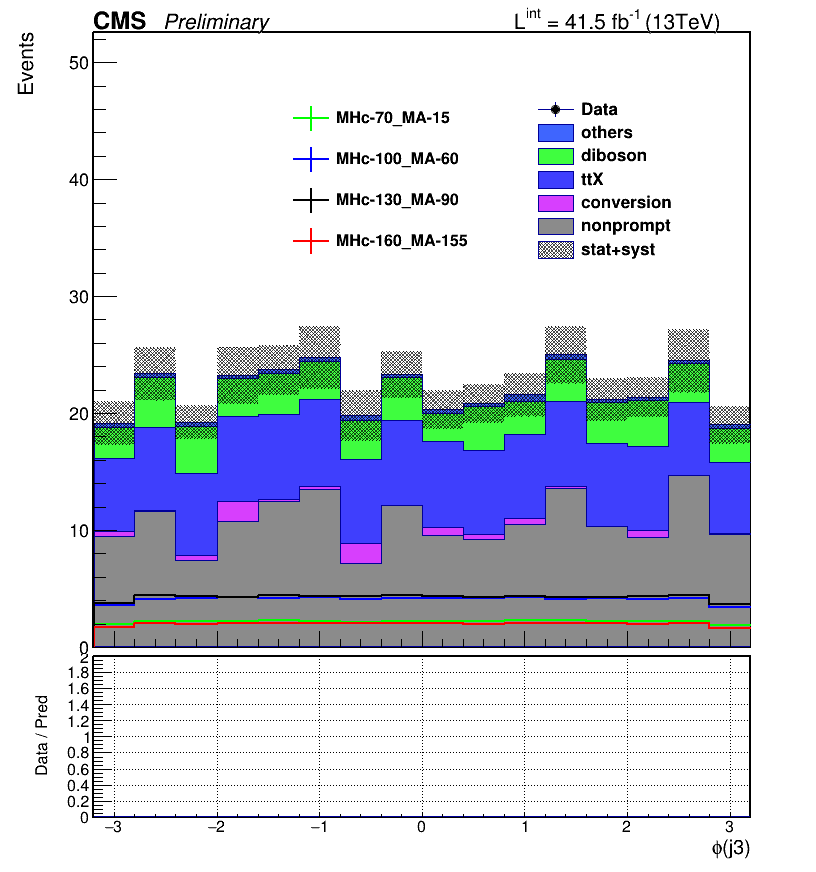 CMS Preliminary L^int = 41.5 fb^-1 (13TeV)
Events
50
40
30
20
10
0
MHc-70_MA-15
MHc-100_MA-60
MHc-130_MA-90
MHc-160_MA-155
Data
others
diboson
ttX
conversion
nonprompt
stat+syst
Data / Pred
2
1.8
1.6
1.4
1.2
1
0.8
0.6
0.4
0.2
0
−3 −2 −1 0 1 2 3
ϕ(j3)